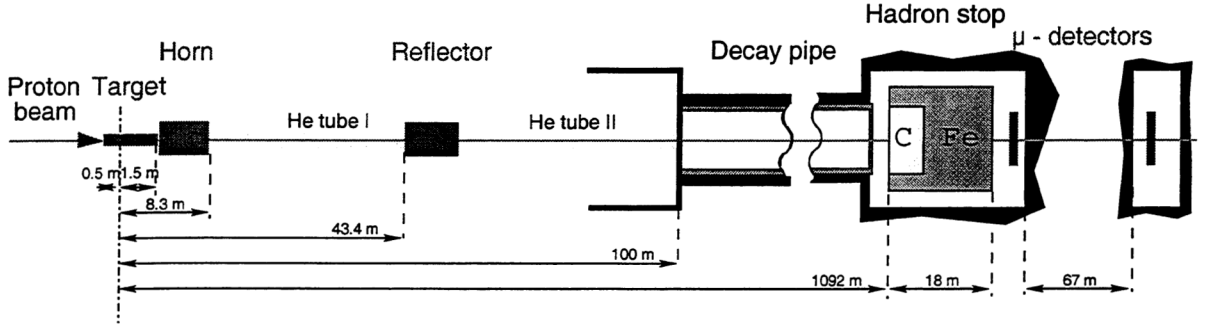 Hadron stop
μ - detectors
Horn
Reflector
Decay pipe
Proton Target
beam
He tube I
He tube II
C
Fe
0.5 m 1.5 m
8.3 m
43.4 m
100 m
1092 m
18 m
67 m